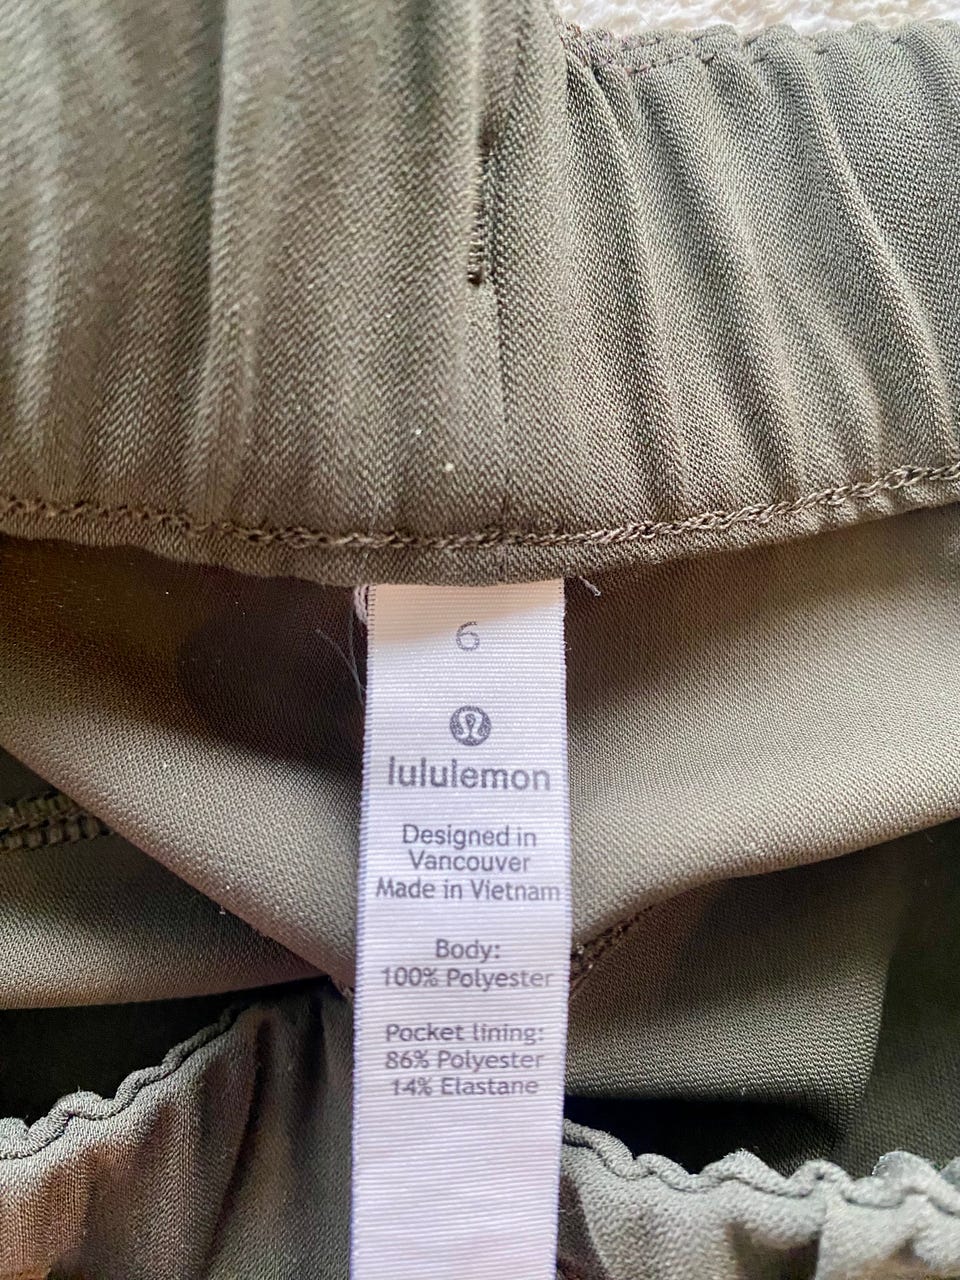 6
lululemon
Designed in
Vancouver
Made in Vietnam
Body:
100% Polyester
Pocket lining:
86% Polyester
14% Elastane